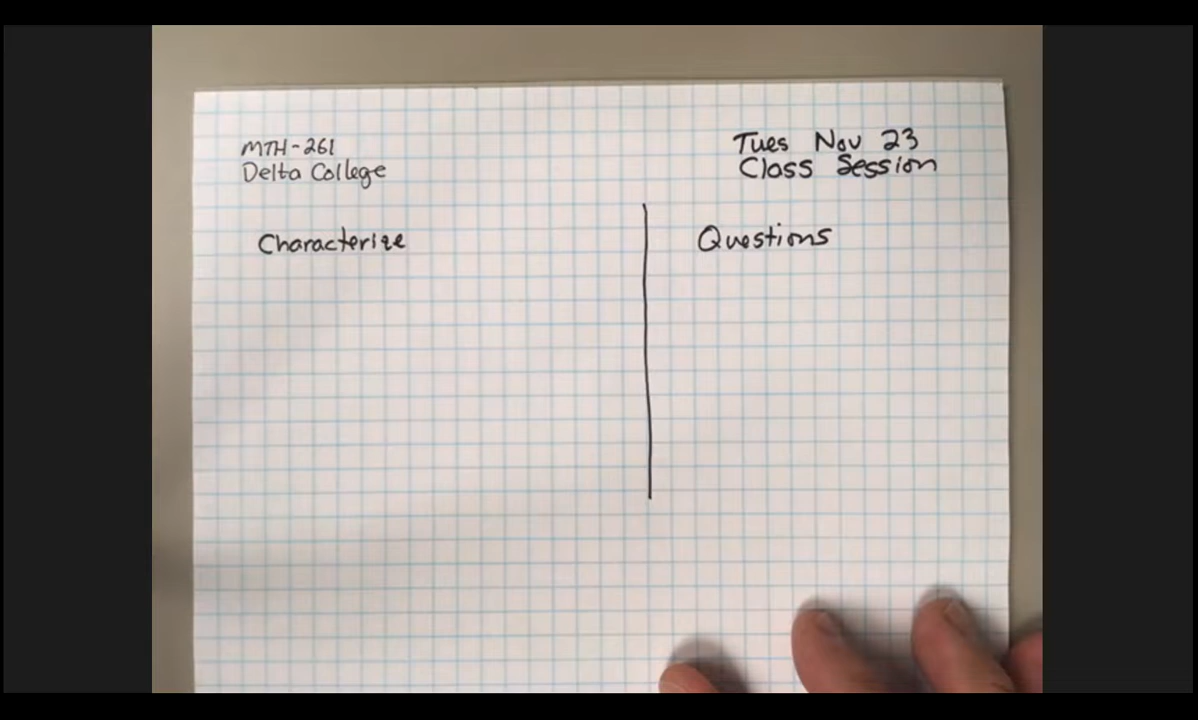 MTH-261
Delta College
Tues Nov 23
Class Session
Characterize
Questions